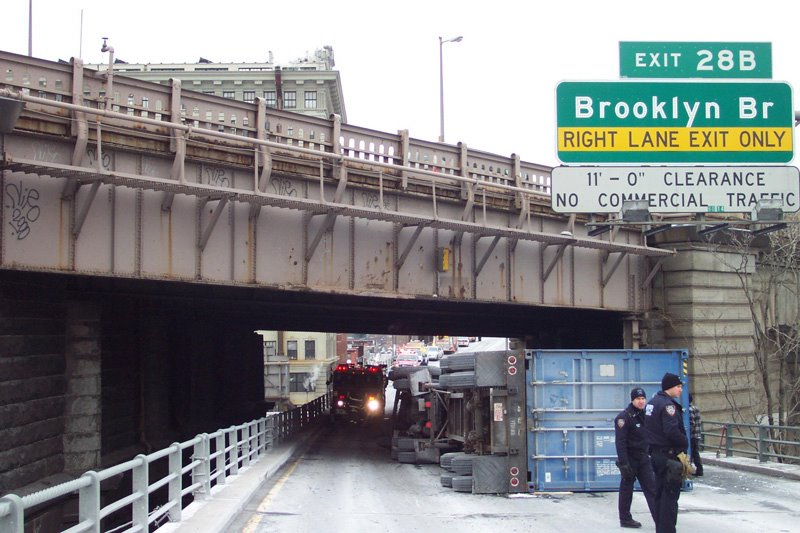 EXIT 28B
Brooklyn Br
RIGHT LANE EXIT ONLY
11'-0" CLEARANCE
NO COMMERCIAL TRAFFIC